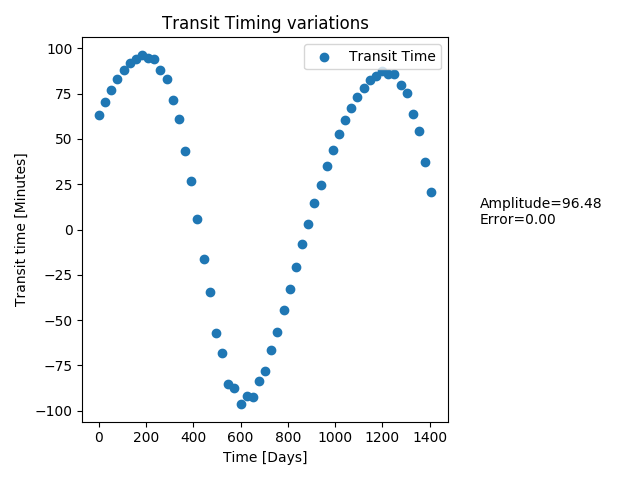 Transit Timing variations
Transit Time
100
75
50
25
0
−25
−50
−75
−100
Transit time [Minutes]
0 200 400 600 800 1000 1200 1400
Time [Days]
Amplitude=96.48
Error=0.00